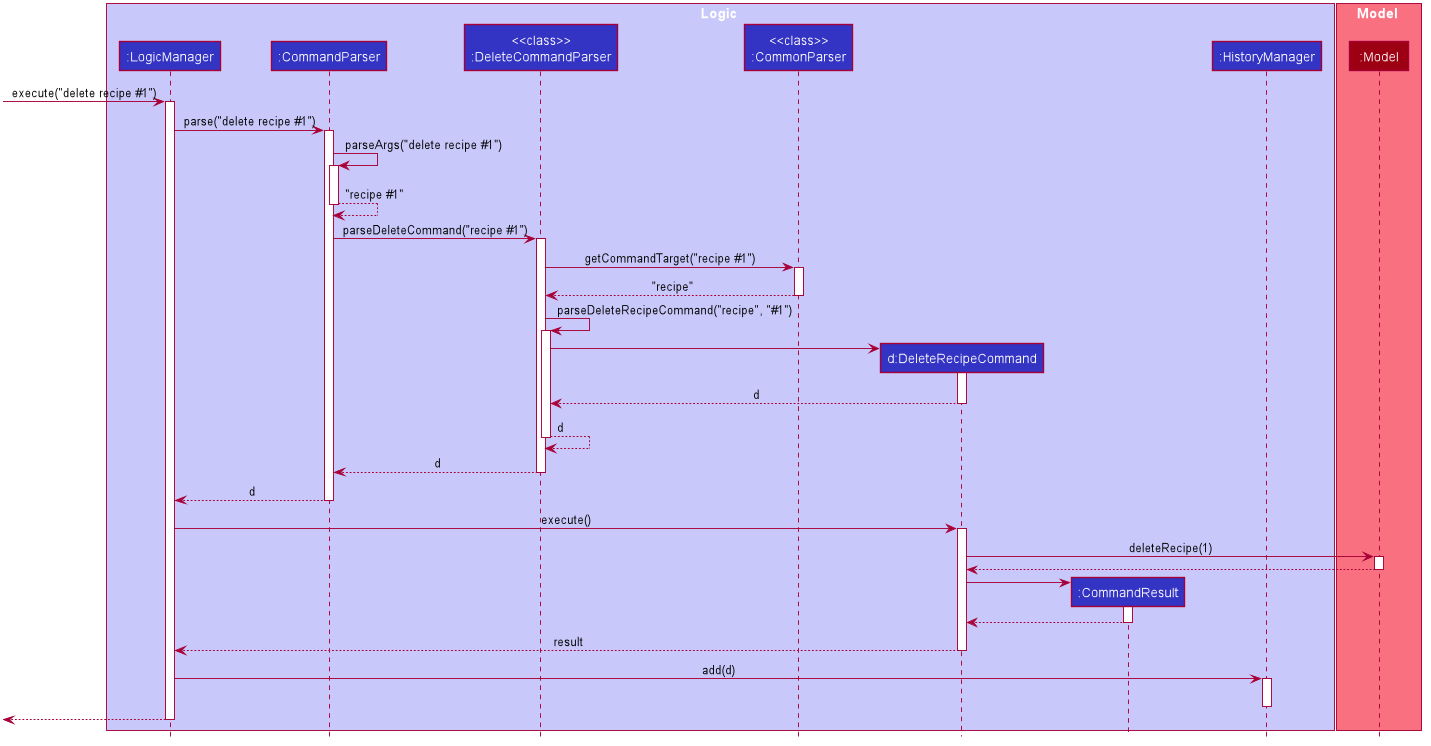 Logic
Model
<<class>>
<<class>>
:LogicManager
:CommandParser
:DeleteCommandParser
:CommonParser
:HistoryManager
:Model
execute("delete recipe #1")
parse("delete recipe #1")
parseArgs("delete recipe #1")
"recipe #1"
parseDeleteCommand("recipe #1")
getCommandTarget("recipe #1")
"recipe"
parseDeleteRecipeCommand("recipe", "#1")
d:DeleteRecipeCommand
d
d
d
d
execute()
deleteRecipe(1)
:CommandResult
result
add(d)